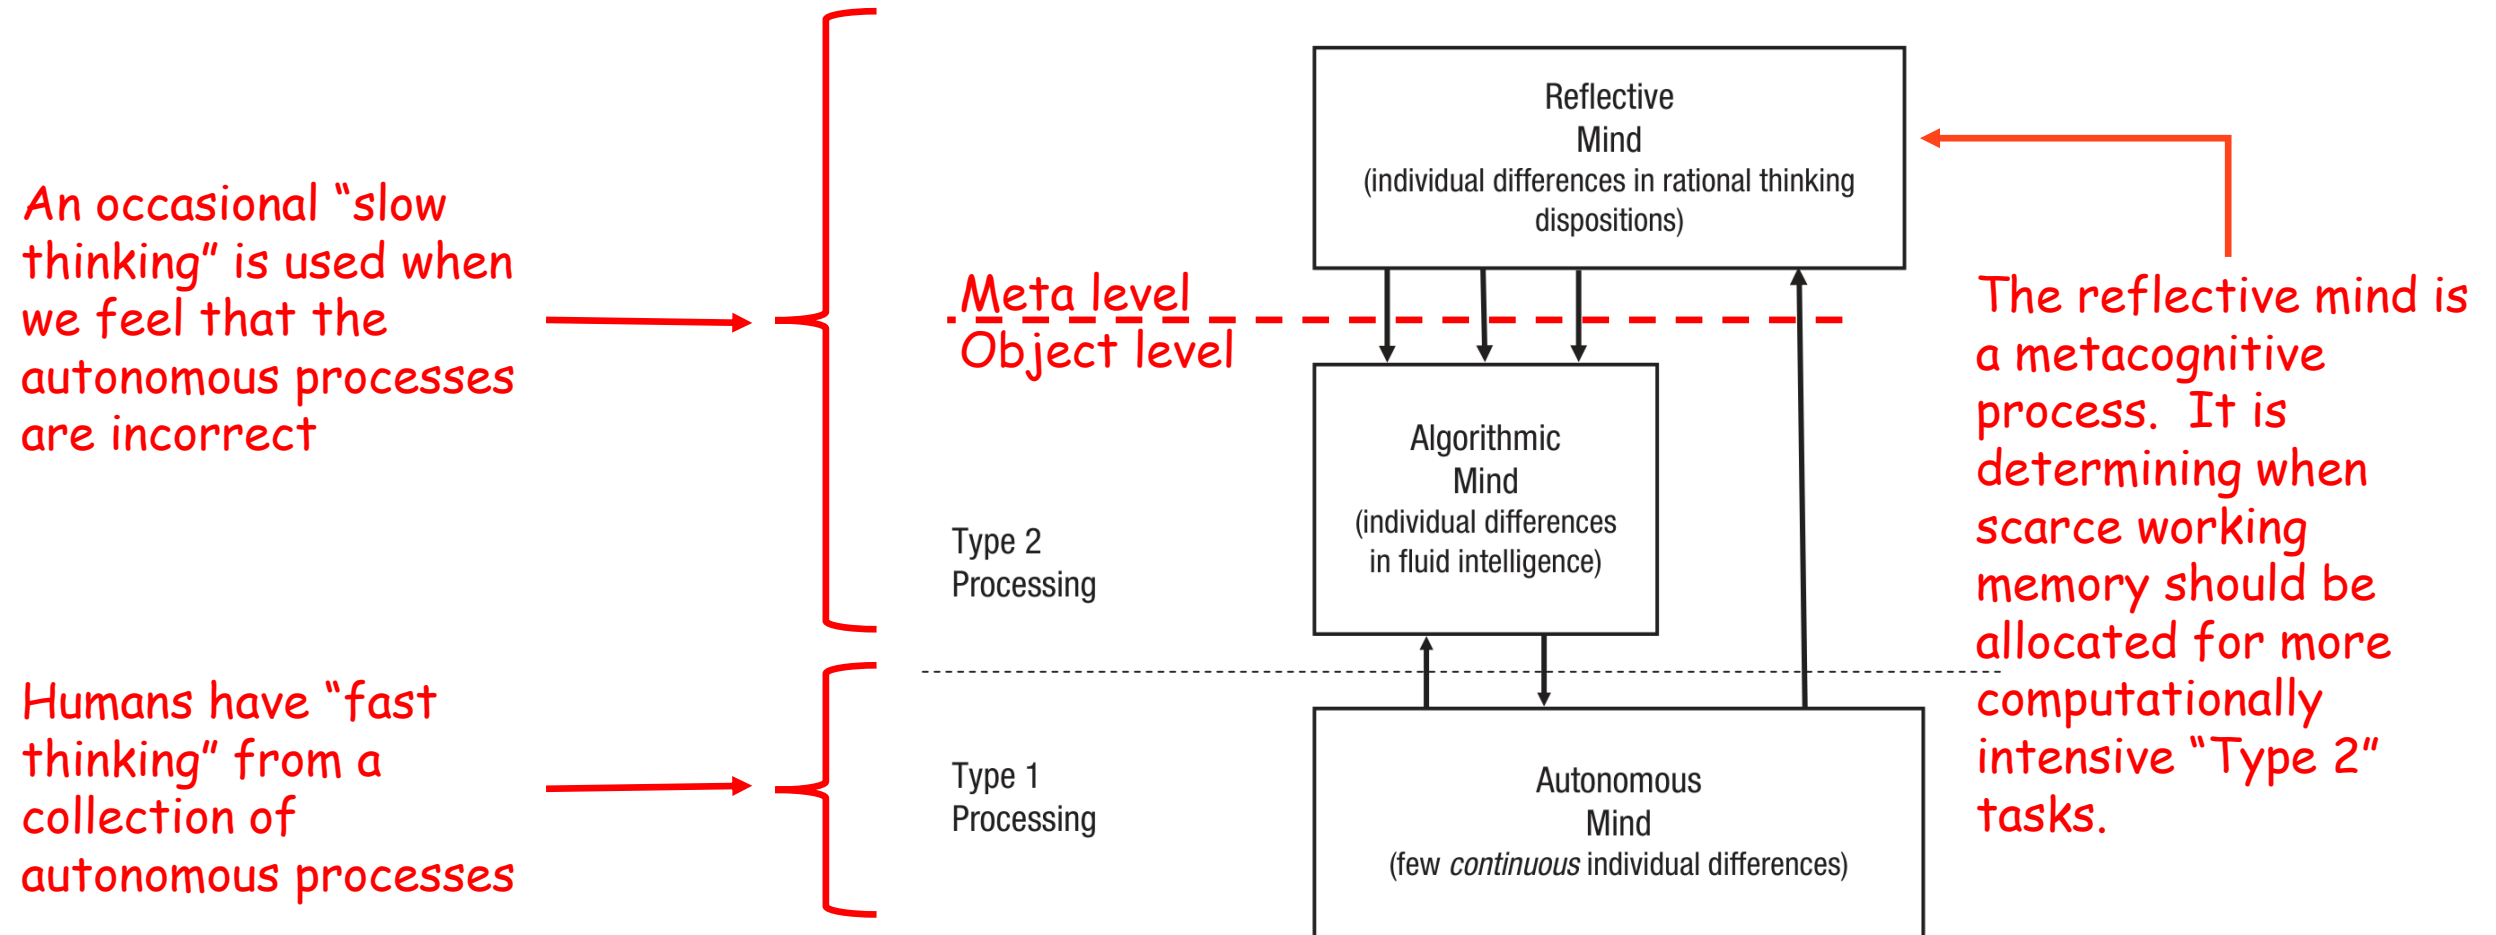 An occasional “slow
thinking” is used when
we feel that the
autonomous processes
are incorrect
Humans have “fast
thinking” from a
collection of
autonomous processes
Meta level
Object level
Type 2
Processing
Type 1
Processing
Reflective
Mind
(individual differences in rational thinking
dispositions)
Algorithmic
Mind
(individual differences
in fluid intelligence)
Autonomous
Mind
(few continuous individual differences)
The reflective mind is
a metacognitive
process.  It is
determining when
scarce working
memory should be
allocated for more
computationally
intensive “Type 2”
tasks.